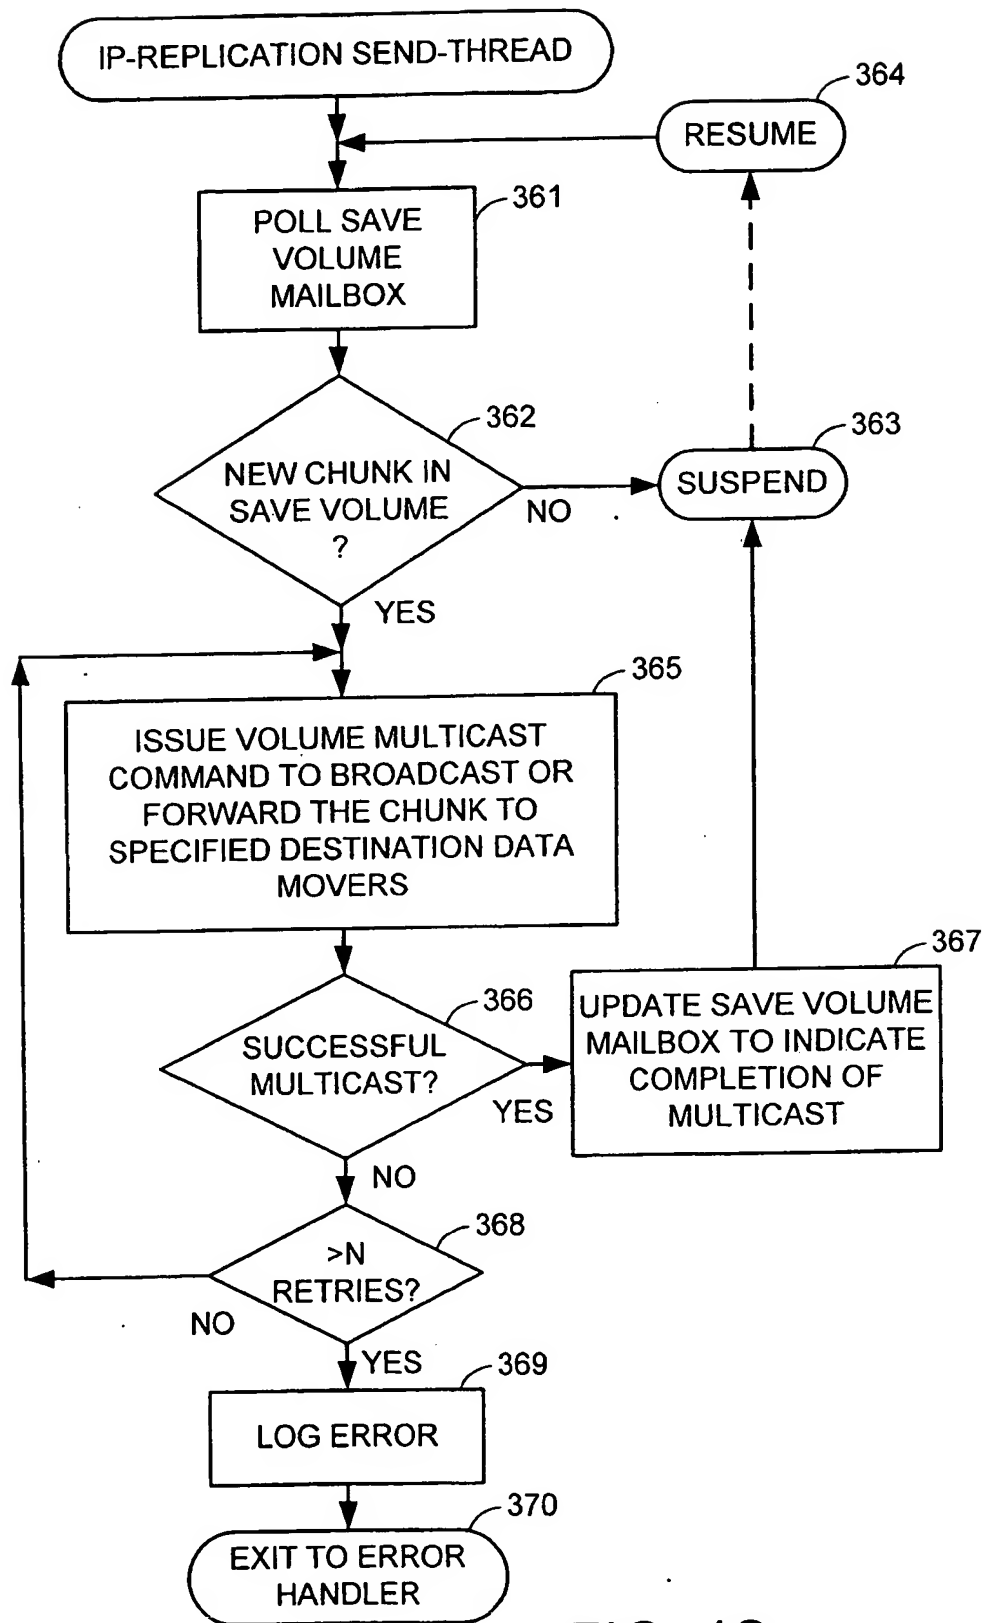 IP-REPLICATION SEND-THREAD
364
RESUME
361
POLL SAVE
VOLUME
MAILBOX
362
363
NEW CHUNK IN
SAVE VOLUME
?
SUSPEND
NO
YES
365
ISSUE VOLUME MULTICAST
COMMAND TO BROADCAST OR
FORWARD THE CHUNK TO
SPECIFIED DESTINATION DATA
MOVERS
367
366
UPDATE SAVE VOLUME
MAILBOX TO INDICATE
COMPLETION OF
MULTICAST
SUCCESSFUL
MULTICAST?
YES
NO
368
>N
RETRIES?
NO
YES
369
LOG ERROR
370
EXIT TO ERROR
HANDLER